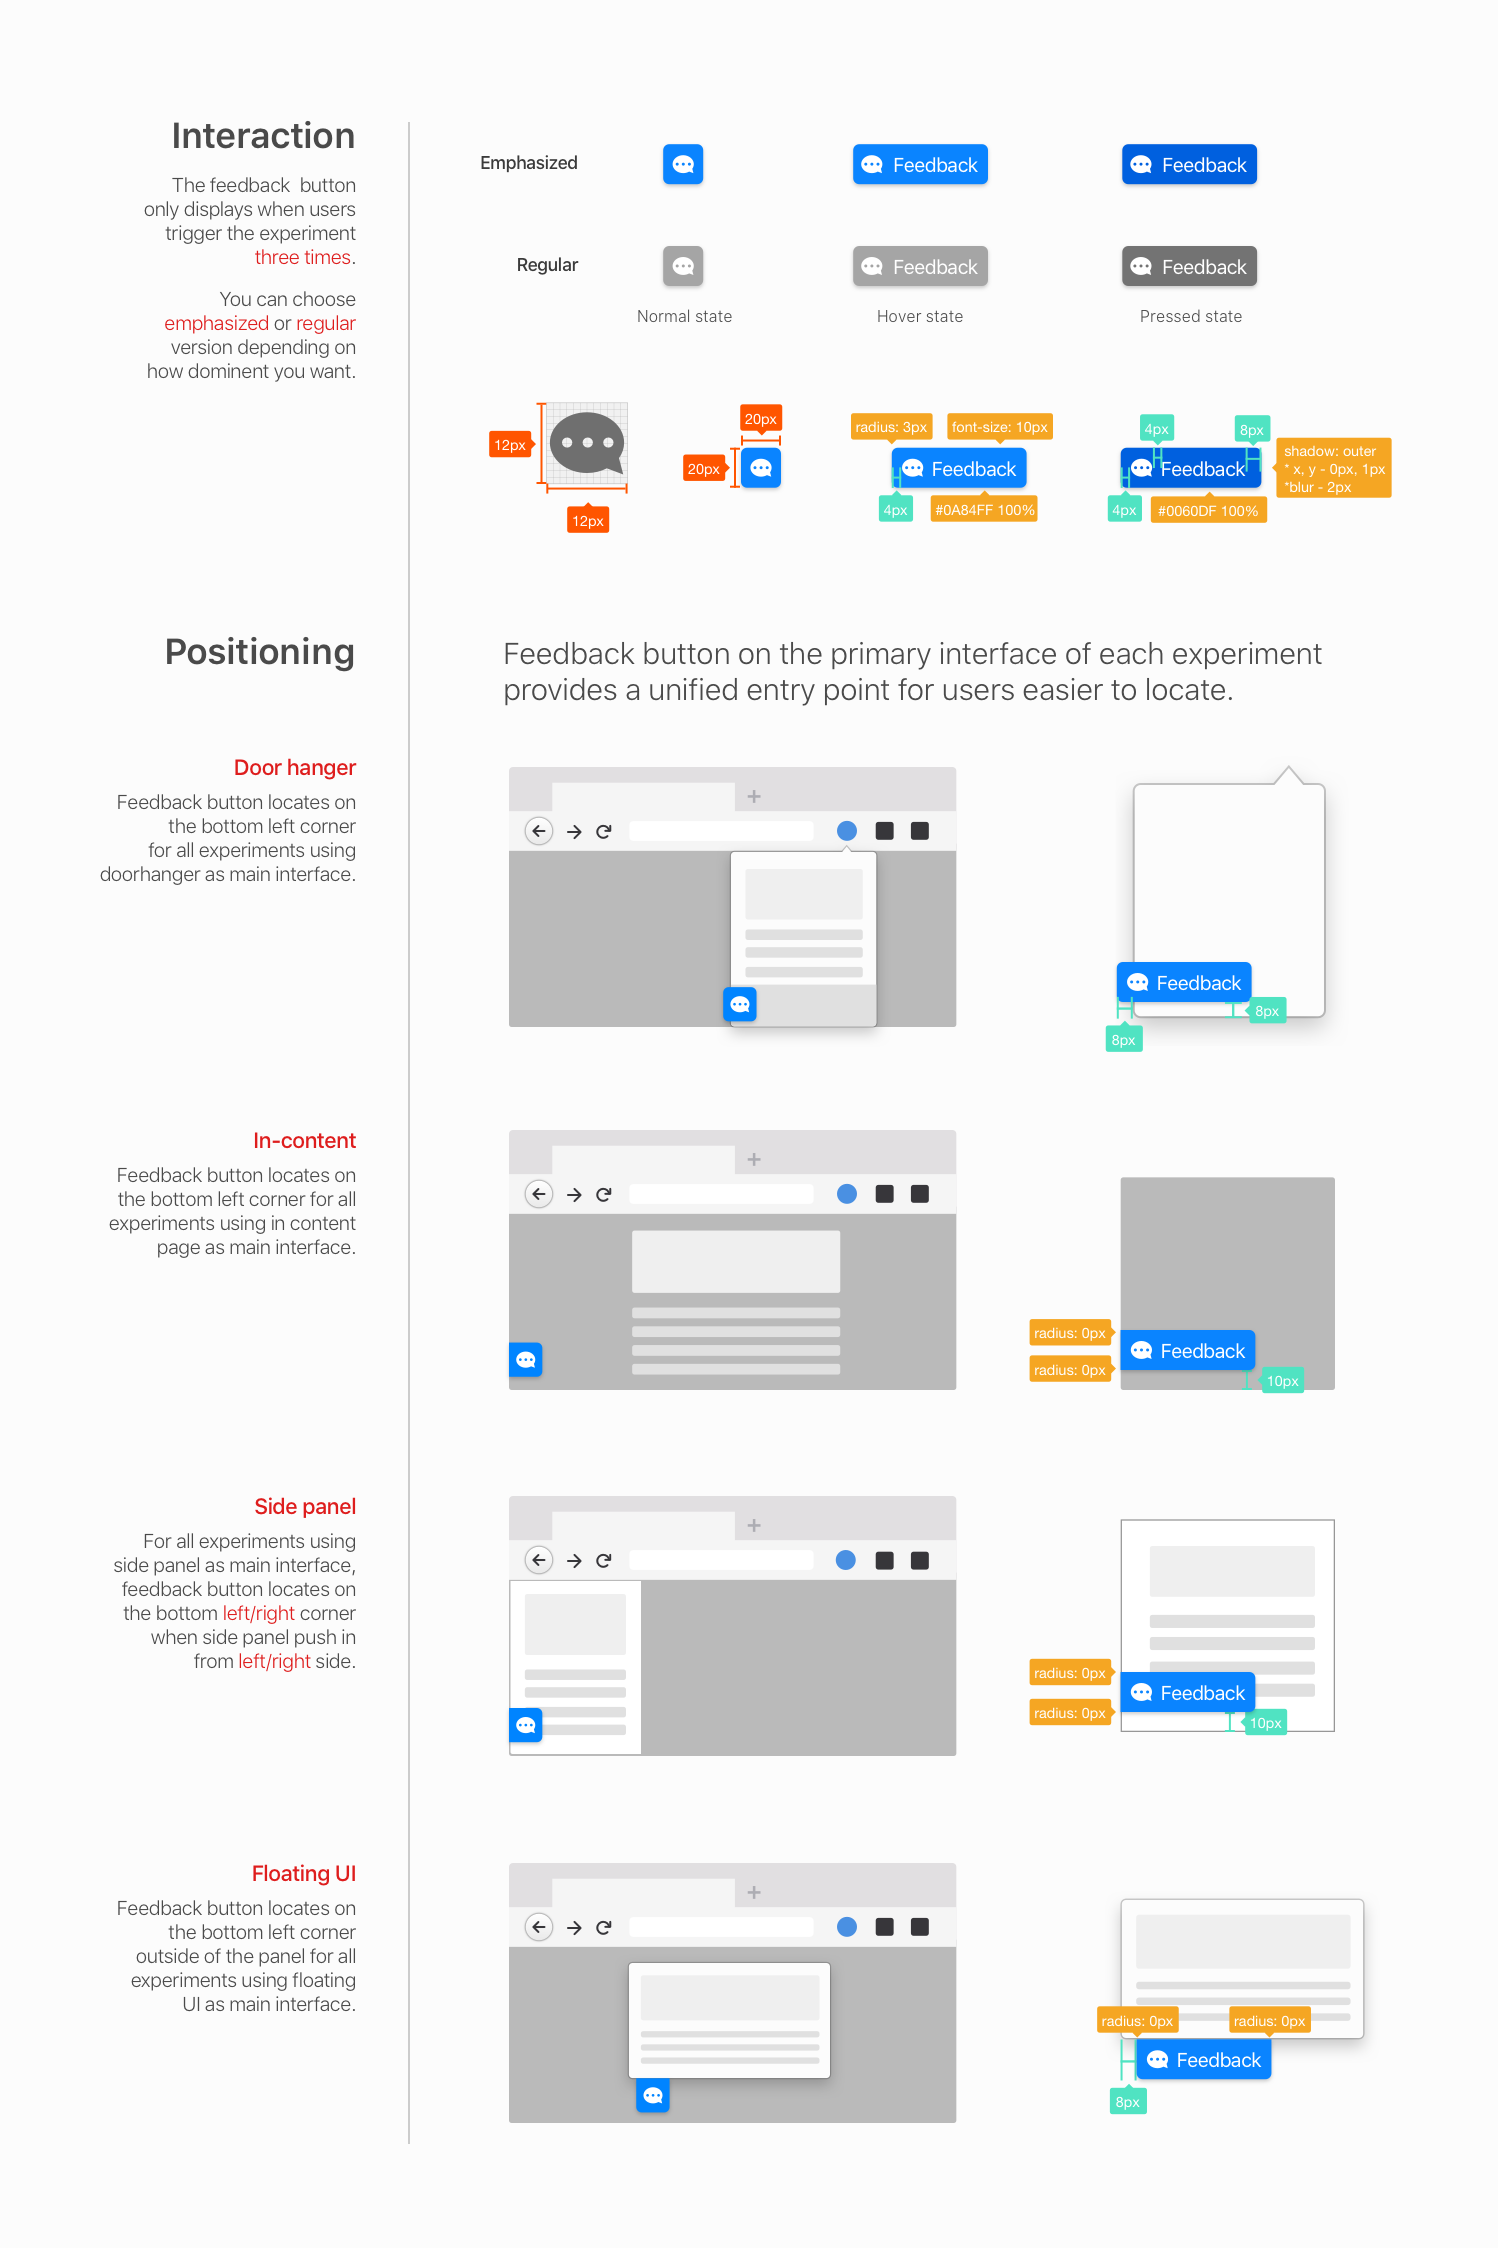 Interaction
The feedback  button
only displays when users
trigger the experiment
three times.
You can choose
emphasized or regular
version depending on
how dominent you want.
Emphasized
Feedback
Feedback
Regular
Feedback
Feedback
Normal state
Hover state
Pressed state
12px
12px
20px
20px
radius: 3px
font-size: 10px
Feedback
4px
#0A84FF 100%
4px
8px
Feedback
4px
#0060DF 100%
shadow: outer
* x, y - 0px, 1px
*blur - 2px
Positioning
Feedback button on the primary interface of each experiment
provides a unified entry point for users easier to locate.
Door hanger
Feedback button locates on
the bottom left corner
for all experiments using
doorhanger as main interface.
Feedback
8px
8px
In-content
Feedback button locates on
the bottom left corner for all
experiments using in content
page as main interface.
radius: 0px
radius: 0px
Feedback
10px
Side panel
For all experiments using
side panel as main interface,
feedback button locates on
the bottom left/right corner
when side panel push in
from left/right side.
radius: 0px
radius: 0px
Feedback
10px
Floating UI
Feedback button locates on
the bottom left corner
outside of the panel for all
experiments using floating
UI as main interface.
radius: 0px
radius: 0px
Feedback
8px